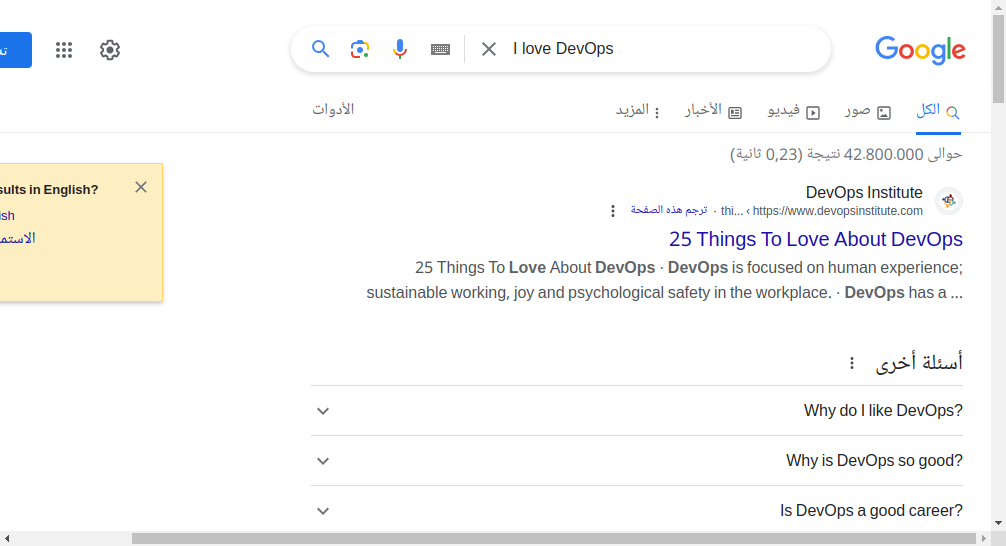 I love DevOps
Google
الكل
صور
فيديو
الأخبار
المزيد
الأدوات
حوالى 42.800.000 نتيجة (0,23 ثانية)
sults in English?
ish
DevOps Institute
https://www.devopsinstitute.com › thi... · ترجم هذه الصفحة
25 Things To Love About DevOps
25 Things To Love About DevOps · DevOps is focused on human experience;
sustainable working, joy and psychological safety in the workplace. · DevOps has a ...
أسئلة أخرى
Why do I like DevOps?
Why is DevOps so good?
Is DevOps a good career?